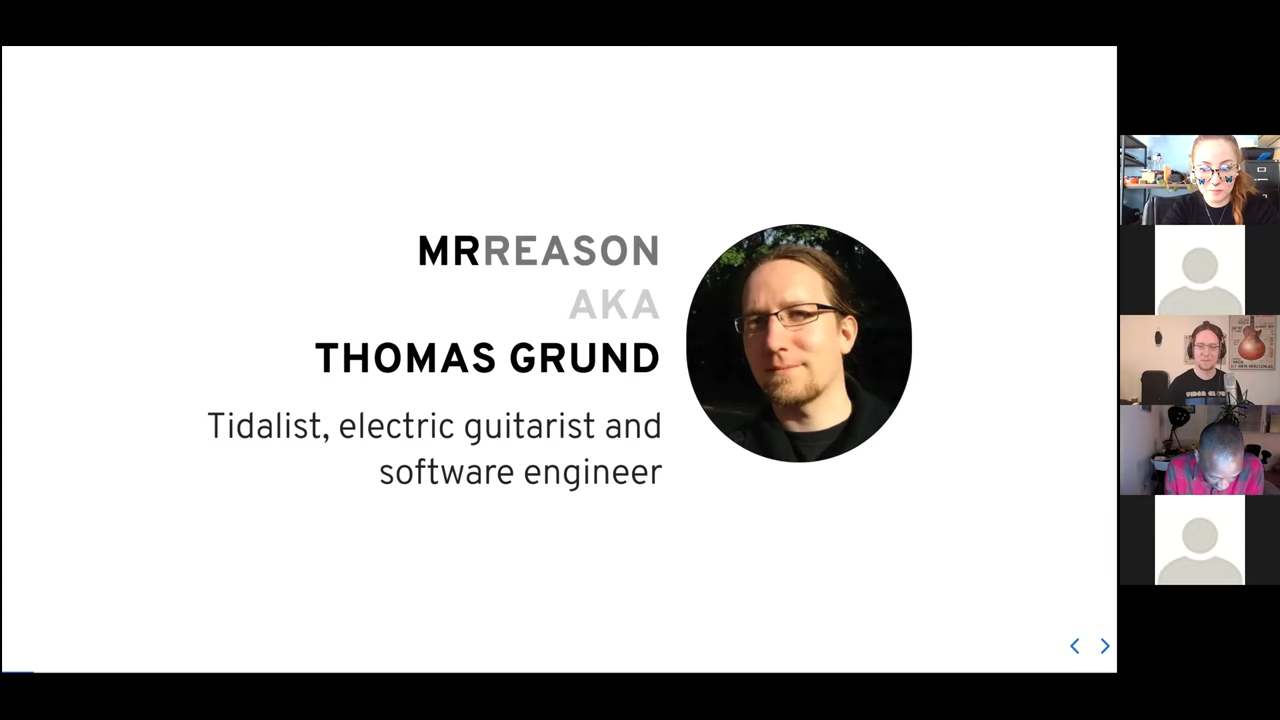 MRREASON
AKA
THOMAS GRUND
Tidalist, electric guitarist and
software engineer